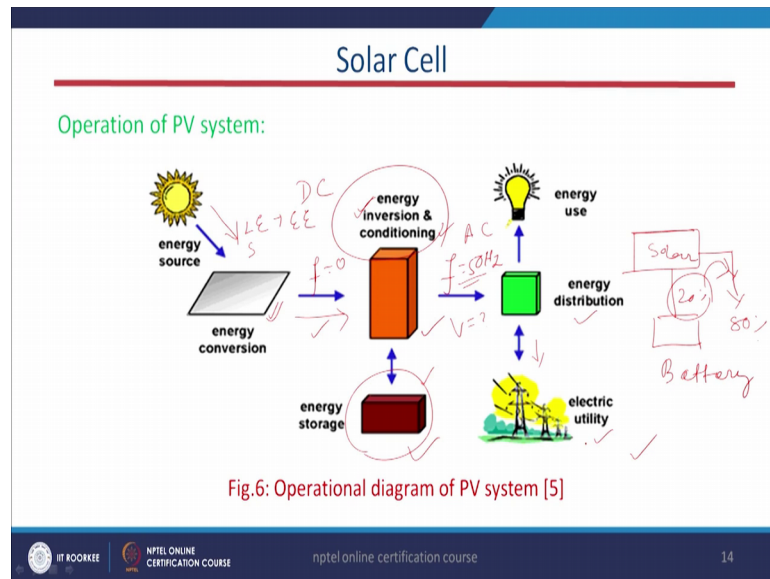 Solar Cell
Operation of PV system:
energy
source
LE → EE
S
DC
energy
conversion
f=0
energy
inversion &
conditioning
AC
f=50Hz
V=?
energy
storage
energy
use
energy
distribution
electric
utility
Solar
20%
80%
Battery
Fig.6: Operational diagram of PV system [5]
IIT ROORKEE
NPTEL ONLINE
CERTIFICATION COURSE
nptel online certification course
14